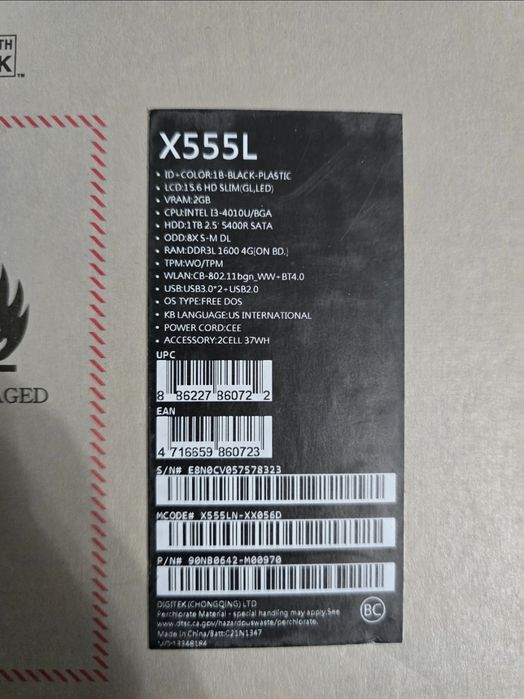 TH
K
TM
X555L
• ID+COLOR:1B-BLACK-PLASTIC
• LCD:15.6 HD SLIM(GL,LED)
• VRAM:2GB
• CPU:INTEL I3-4010U/BGA
• HDD:1TB 2.5' 5400R SATA
• ODD:8X S-M DL
• RAM:DDR3L 1600 4G(ON BD.)
• TPM:WO/TPM
• WLAN:CB-802.11bgn_WW+BT4.0
• USB:USB3.0*2+USB2.0
• OS TYPE:FREE DOS
• KB LANGUAGE:US INTERNATIONAL
• POWER CORD:CEE
• ACCESSORY:2CELL 37WH
UPC
8 86227 86072 2
EAN
4 716659 860723
AGED
S/N# E8N0CV057578323
MCODE# X555LN-XX056D
P/N# 90NB0642-M00970
DIGITEK (CHONGQING) LTD
Perchlorate Material - special handling may apply.See
www.dtsc.ca.gov/hazardouswaste/perchlorate.
Made in China/Batt:C21N1347
BC